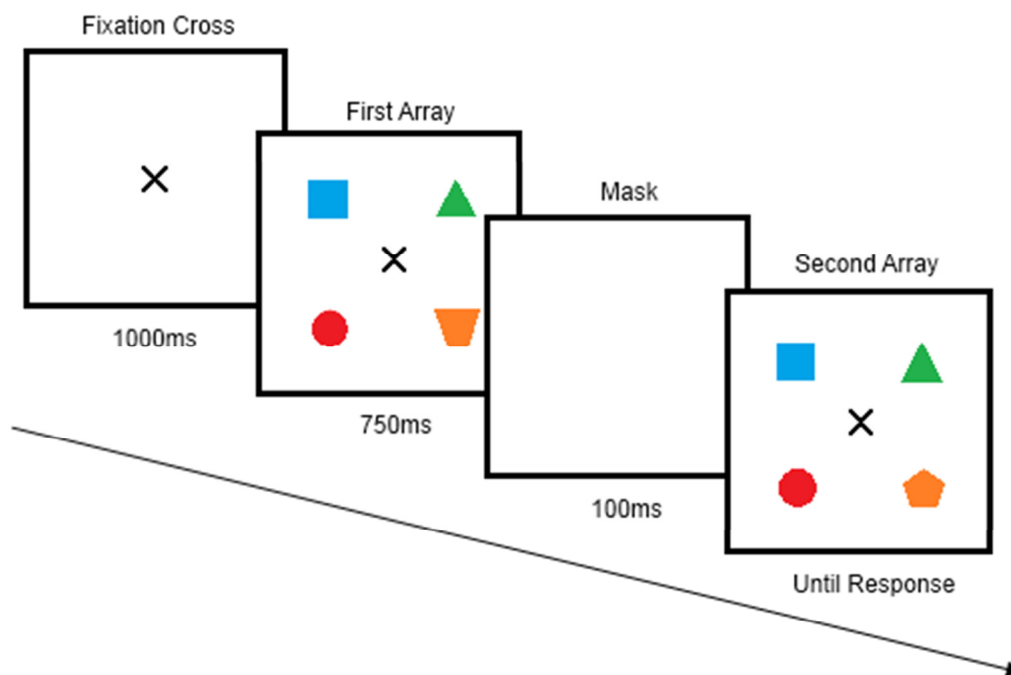 Fixation Cross
First Array
Mask
Second Array
1000ms
750ms
100ms
Until Response